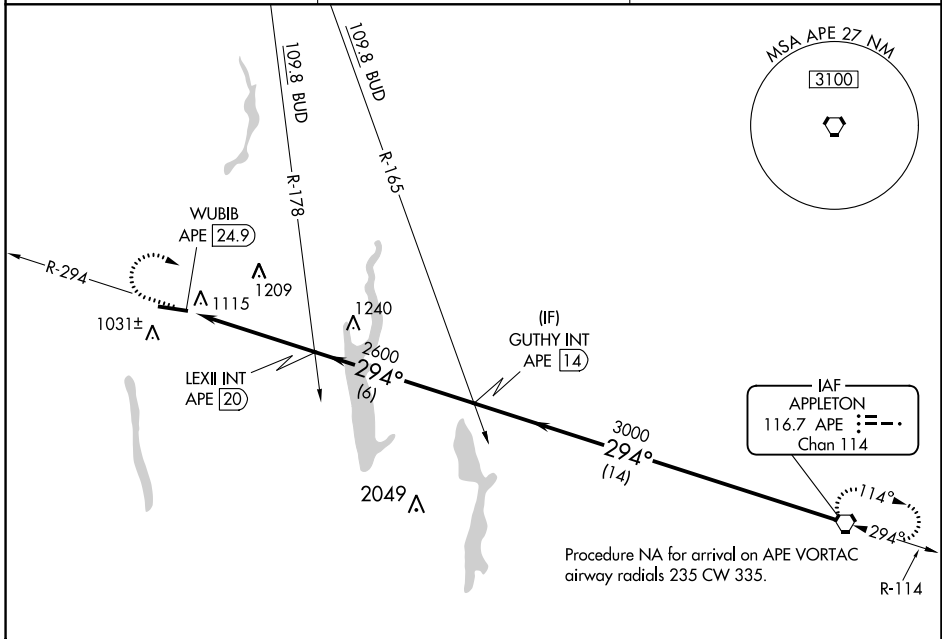 MSA APE 27 NM
3100
109.8 BUD
R-178
109.8 BUD
R-165
WUBIB
APE 24.9
R-294
1209
1115
1031±
1240
LEXII INT
APE 20
2600
294°
(6)
(IF)
GUTHY INT
APE 14
3000
294°
(14)
IAF
APPLETON
116.7 APE
Chan 114
2049
114°
294°
R-114
Procedure NA for arrival on APE VORTAC
airway radials 235 CW 335.